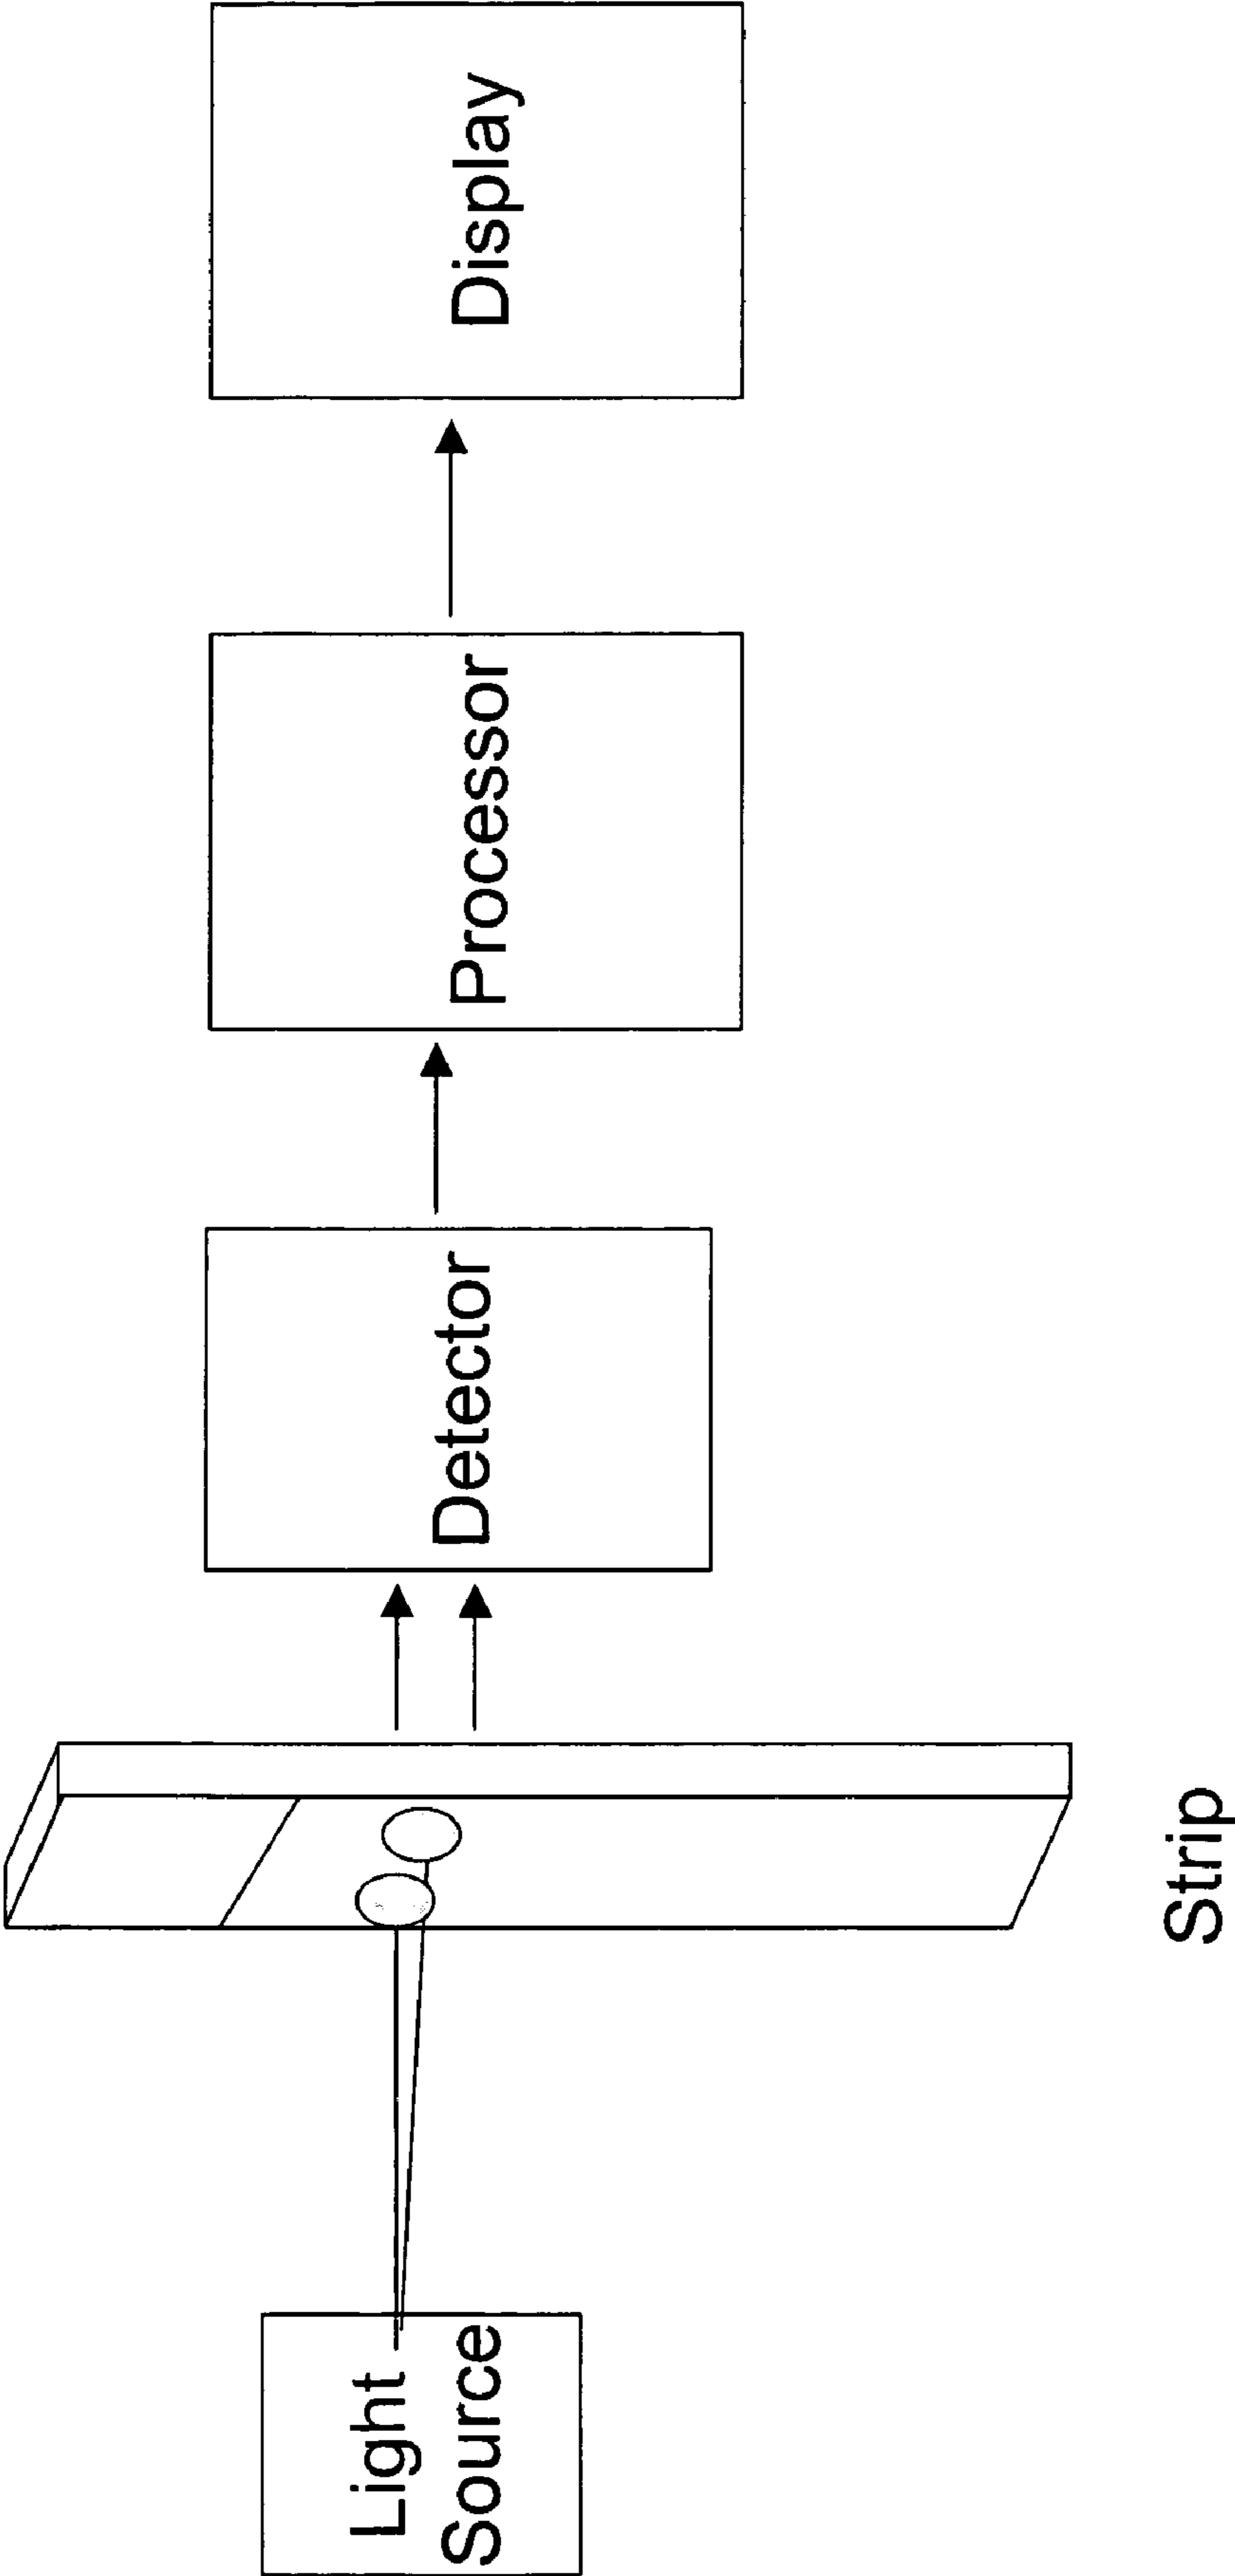 Light
Source
Strip
Detector
Processor
Display